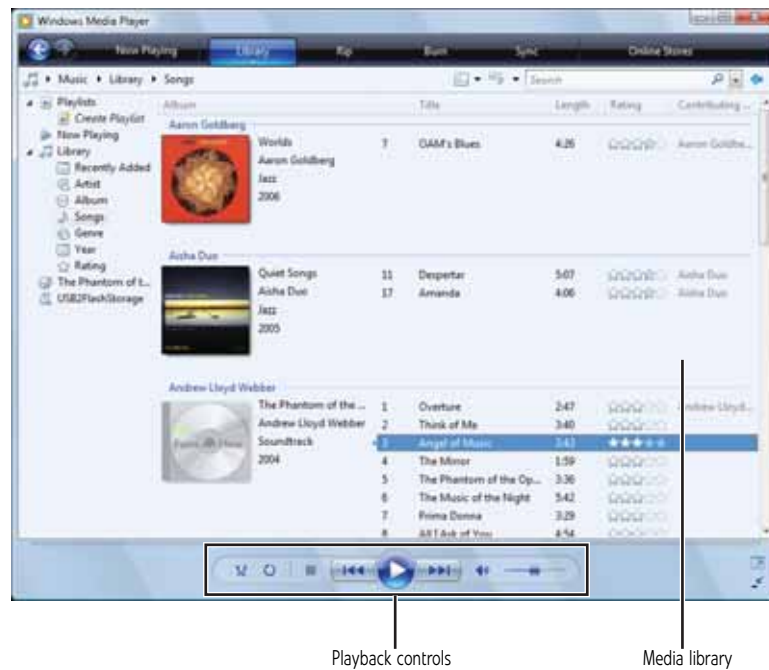 Windows Media Player
Now Playing Library Rip Burn Sync Online Stores
Music Library Songs Search
Playlists
Create Playlist
Now Playing
Library
Recently Added
Artist
Album
Songs
Genre
Year
Rating
The Phantom of t...
USB2FlashStorage
Album Title Length Rating Contributing ...
Aaron Goldberg
Worlds 7 OAM's Blues 4:26 Aaron Goldbe...
Aaron Goldberg
Jazz
2006
Aisha Duo
Quiet Songs 11 Despertar 5:07 Aisha Duo
Aisha Duo 17 Amanda 4:06 Aisha Duo
Jazz
2005
Andrew Lloyd Webber
The Phantom of the ... 1 Overture 2:47 Andrew Lloyd...
Andrew Lloyd Webber 2 Think of Me 3:40
Soundtrack 3 Angel of Music 2:42
2004 4 The Mirror 1:59
5 The Phantom of the Op... 3:36
6 The Music of the Night 5:42
7 Prima Donna 3:29
8 All I Ask of You 4:54
Playback controls
Media library